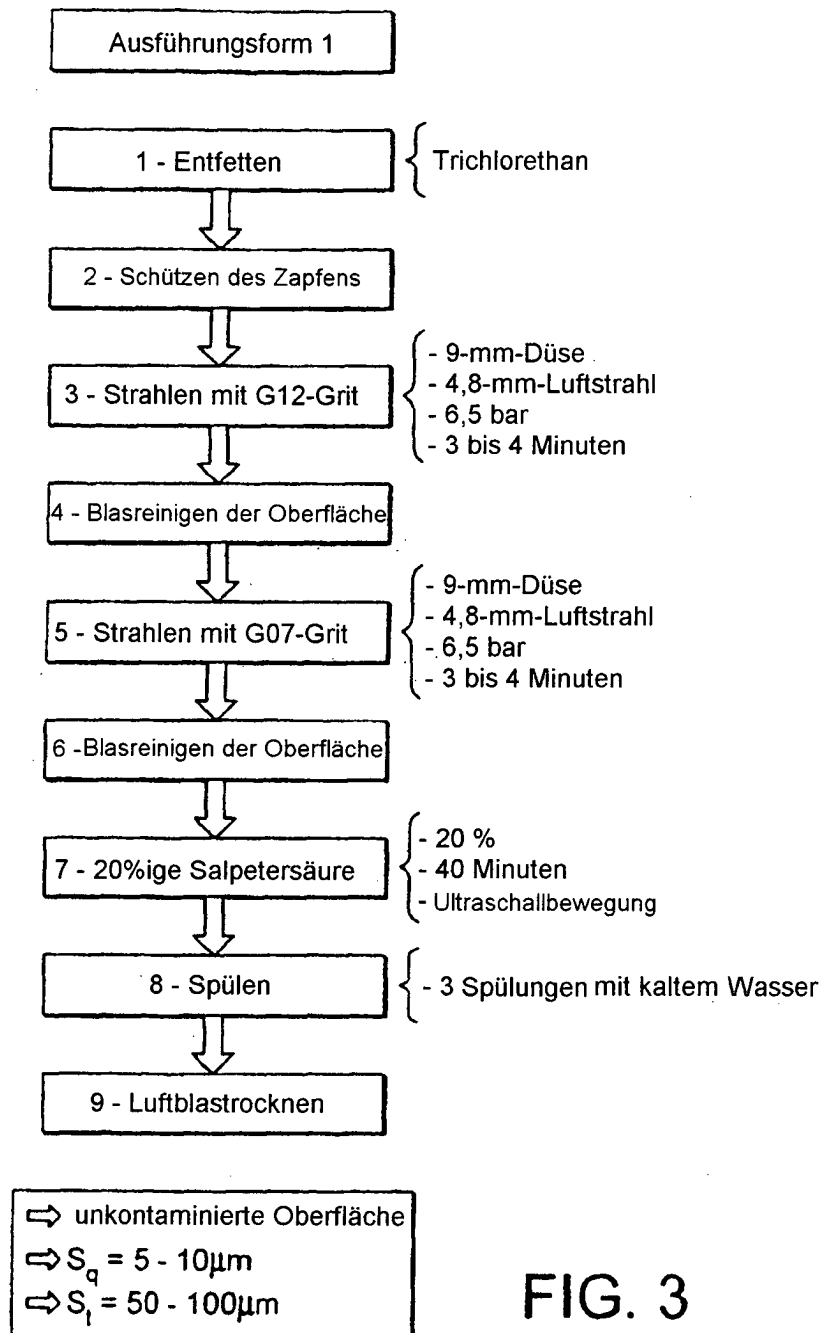 Ausführungsform 1
1 - Entfetten
Trichlorethan
2 - Schützen des Zapfens
3 - Strahlen mit G12-Grit
- 9-mm-Düse
- 4,8-mm-Luftstrahl
- 6,5 bar
- 3 bis 4 Minuten
4 - Blasreinigen der Oberfläche
5 - Strahlen mit G07-Grit
- 9-mm-Düse
- 4,8-mm-Luftstrahl
- 6,5 bar
- 3 bis 4 Minuten
6 -Blasreinigen der Oberfläche
7 - 20%ige Salpetersäure
- 20 %
- 40 Minuten
- Ultraschallbewegung
8 - Spülen
- 3 Spülungen mit kaltem Wasser
9 - Luftblastrocknen
⇨ unkontaminierte Oberfläche
⇨ Sq = 5 - 10µm
⇨ St = 50 - 100µm
FIG. 3